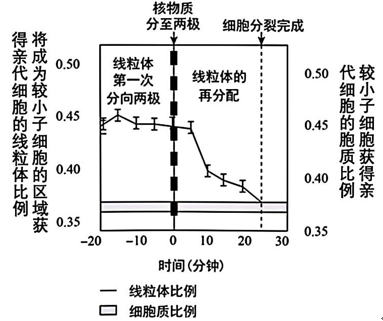 核物质
分至两极
细胞分裂完成
将成为较小子细胞的区域获
得亲代细胞的线粒体比例
0.50
0.45
0.40
0.35
线粒体
第一次
分向两极
线粒体的
再分配
0.50
0.45
0.40
0.35
较小子细胞获得亲
代细胞的胞质比例
-20
-10
0
10
20
30
时间(分钟)
线粒体比例
细胞质比例